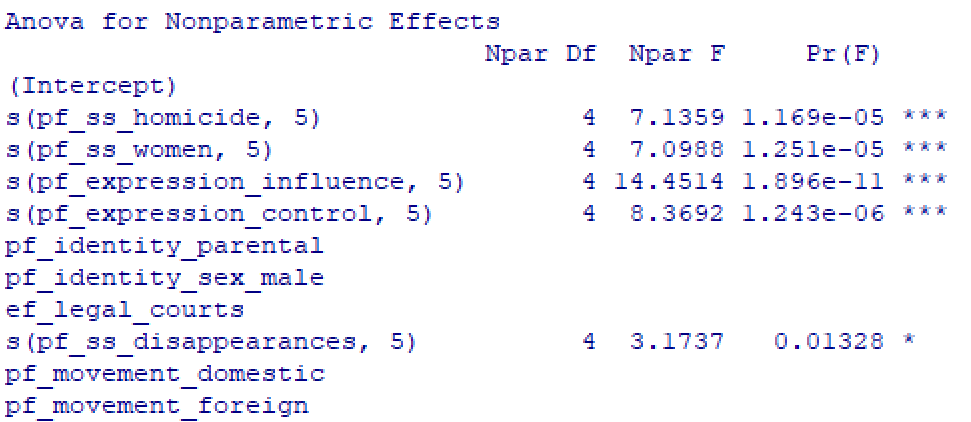 Anova for Nonparametric Effects
Npar Df Npar F Pr(F)
(Intercept)
s(pf_ss_homicide, 5) 4 7.1359 1.169e-05 ***
s(pf_ss_women, 5) 4 7.0988 1.251e-05 ***
s(pf_expression_influence, 5) 4 14.4514 1.896e-11 ***
s(pf_expression_control, 5) 4 8.3692 1.243e-06 ***
pf_identity_parental
pf_identity_sex_male
ef_legal_courts
s(pf_ss_disappearances, 5) 4 3.1737 0.01328 *
pf_movement_domestic
pf_movement_foreign